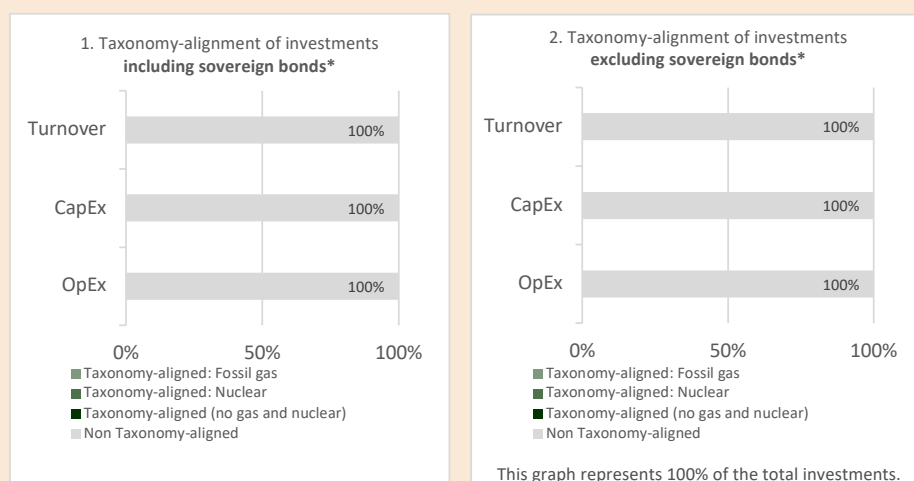 1. Taxonomy-alignment of investments
including sovereign bonds*
Turnover
100%
CapEx
100%
OpEx
100%
0%
50%
100%
Taxonomy-aligned: Fossil gas
Taxonomy-aligned: Nuclear
Taxonomy-aligned (no gas and nuclear)
Non Taxonomy-aligned
2. Taxonomy-alignment of investments
excluding sovereign bonds*
Turnover
100%
CapEx
100%
OpEx
100%
0%
50%
100%
Taxonomy-aligned: Fossil gas
Taxonomy-aligned: Nuclear
Taxonomy-aligned (no gas and nuclear)
Non Taxonomy-aligned
This graph represents 100% of the total investments.